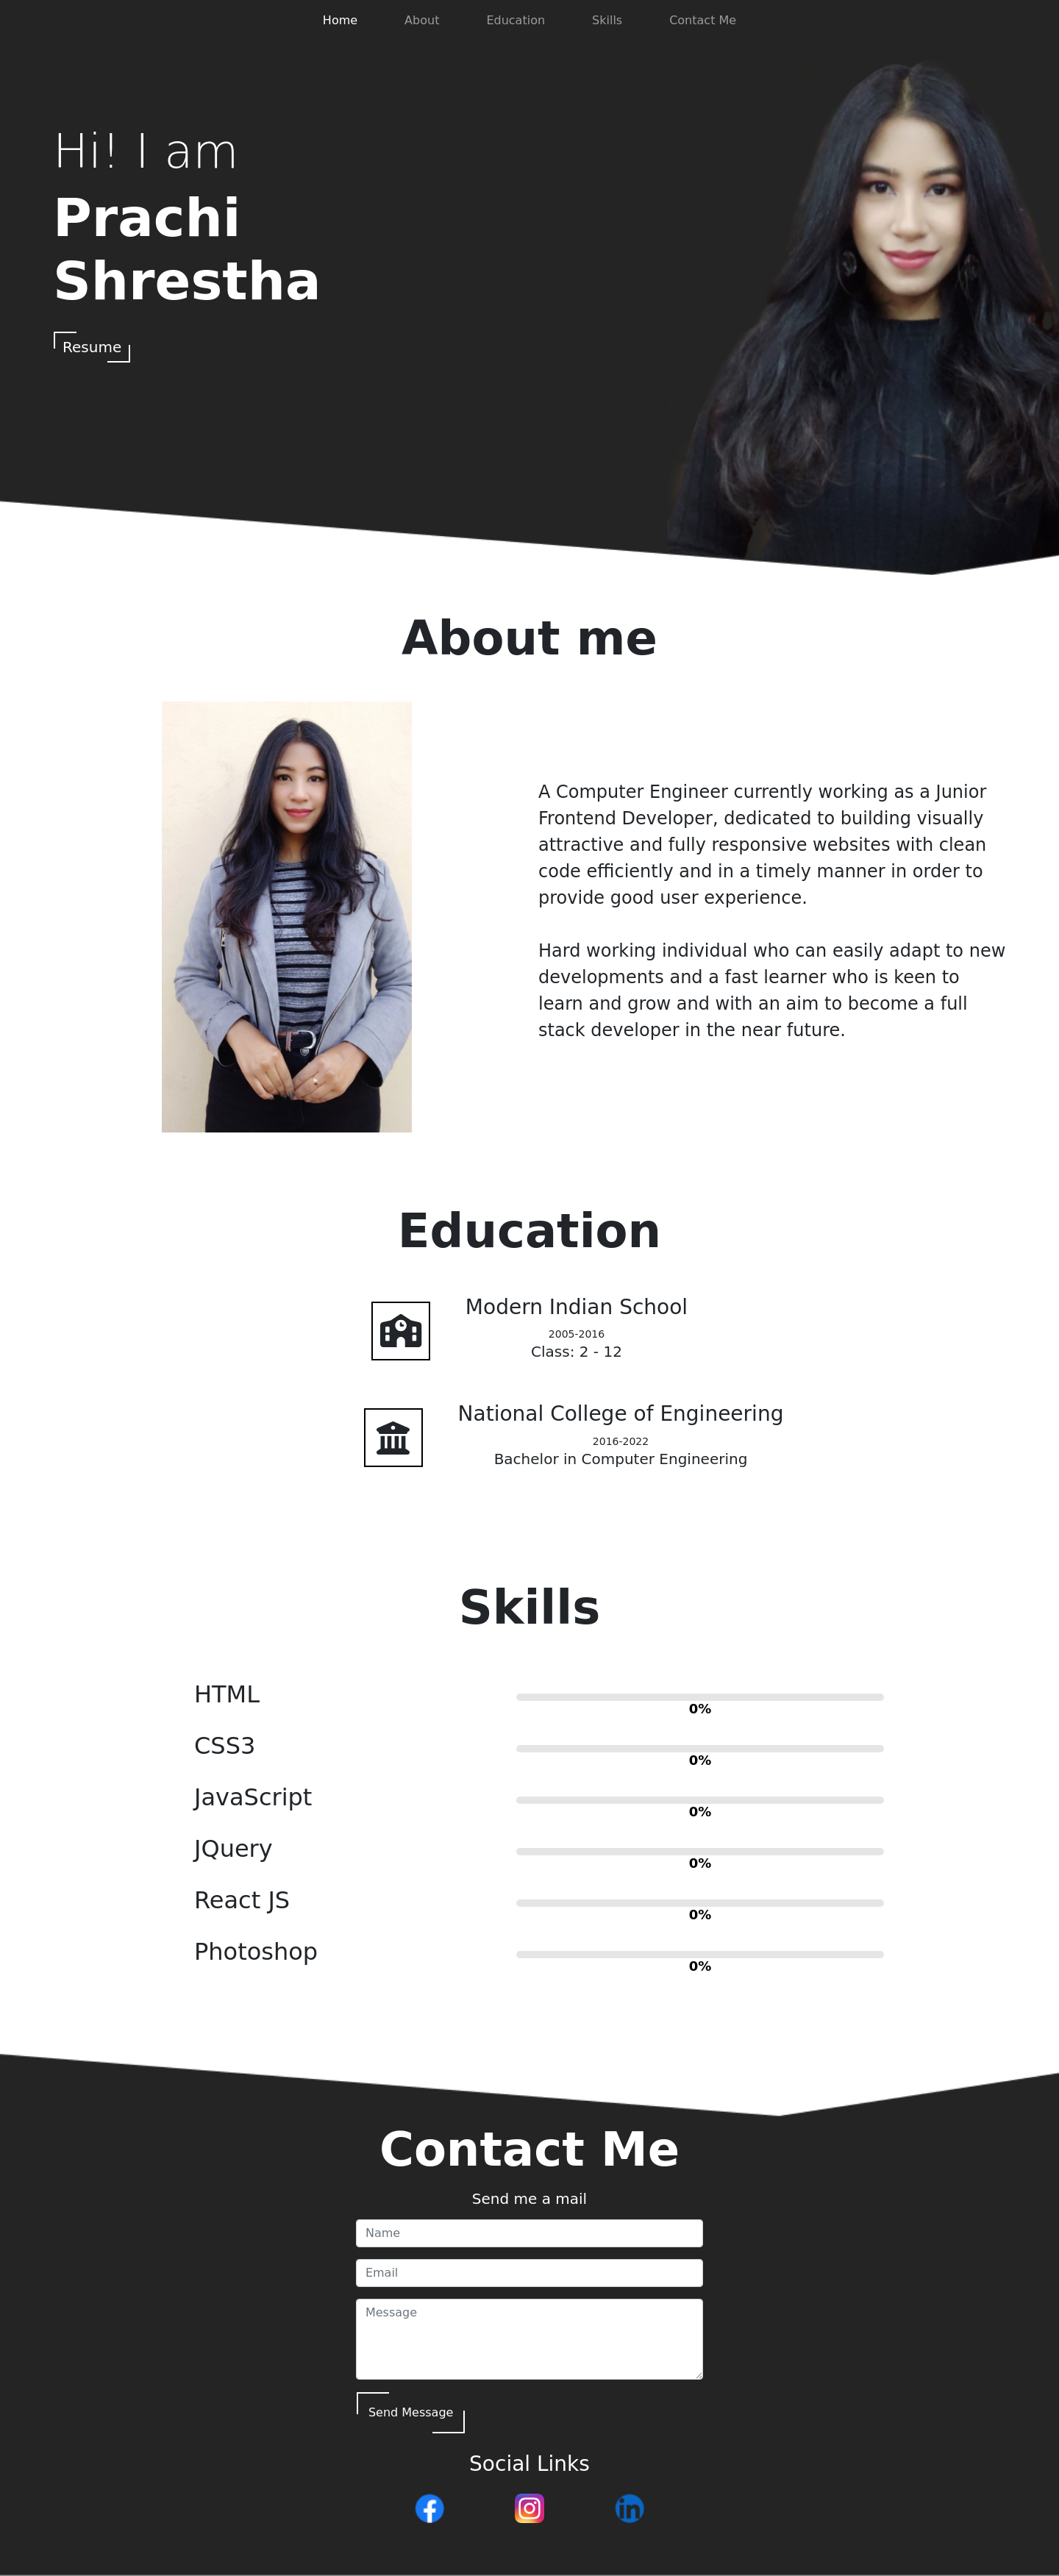 Home About Education Skills Contact Me
Hi! I am
Prachi
Shrestha
Resume
About me
A Computer Engineer currently working as a Junior
Frontend Developer, dedicated to building visually
attractive and fully responsive websites with clean
code efficiently and in a timely manner in order to
provide good user experience.
Hard working individual who can easily adapt to new
developments and a fast learner who is keen to
learn and grow and with an aim to become a full
stack developer in the near future.
Education
Modern Indian School
2005-2016
Class: 2 - 12
National College of Engineering
2016-2022
Bachelor in Computer Engineering
Skills
HTML
0%
CSS3
0%
JavaScript
0%
JQuery
0%
React JS
0%
Photoshop
0%
Contact Me
Send me a mail
Name
Email
Message
Send Message
Social Links
in